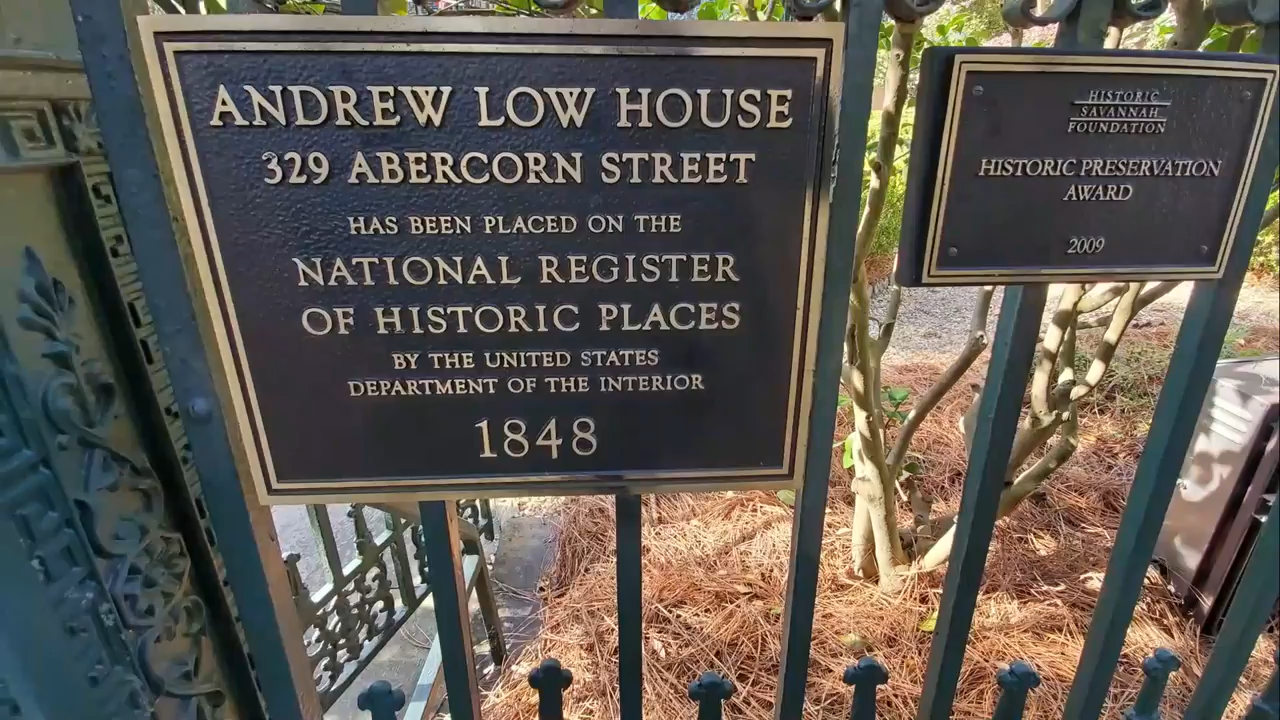 ANDREW LOW HOUSE
329 ABERCORN STREET
HAS BEEN PLACED ON THE
NATIONAL REGISTER
OF HISTORIC PLACES
BY THE UNITED STATES
DEPARTMENT OF THE INTERIOR
1848
HISTORIC
SAVANNAH
FOUNDATION
HISTORIC PRESERVATION
AWARD
2009